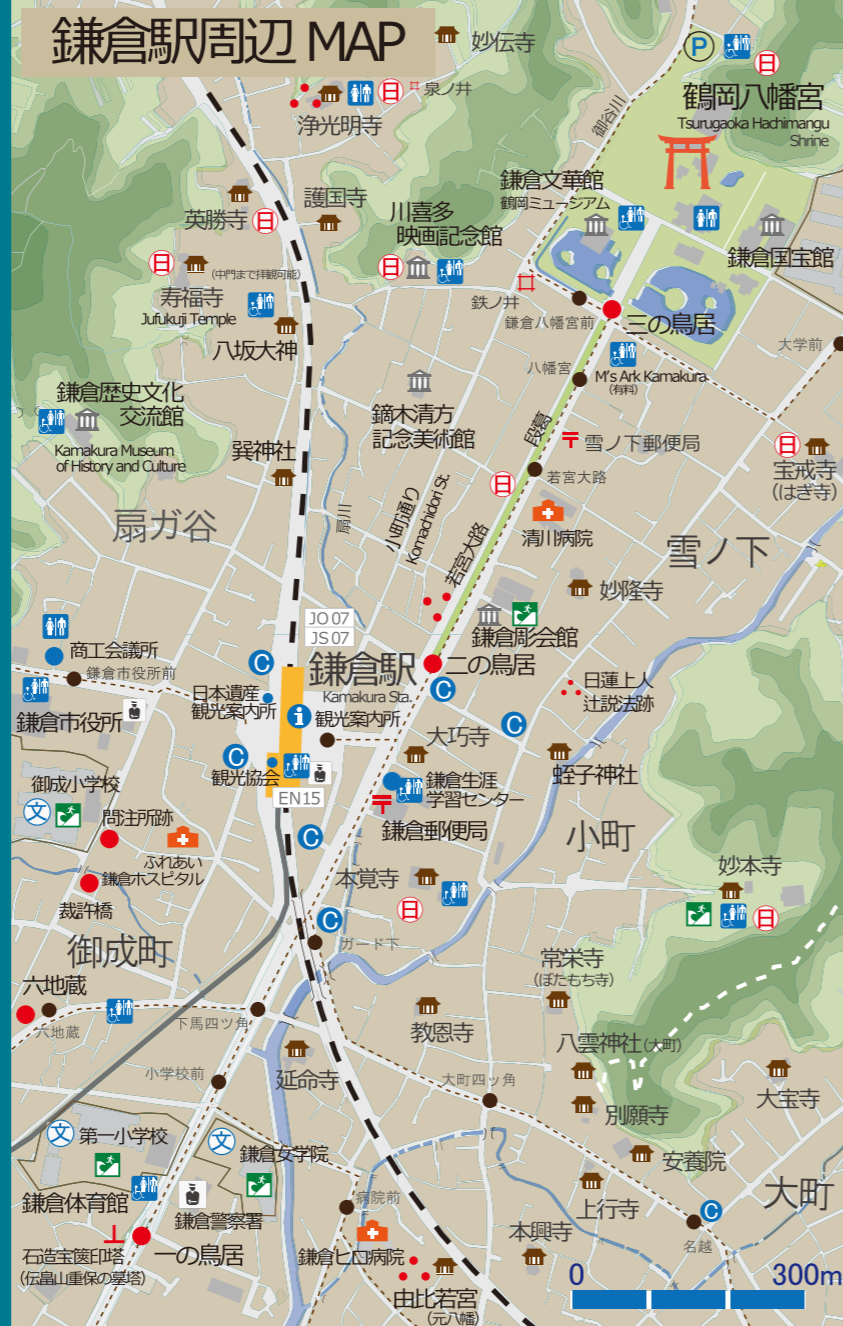 鎌倉駅周辺 MAP
妙伝寺
P
日
鶴岡八幡宮
Tsurugaoka Hachimangu
Shrine
日
泉ノ井
浄光明寺
御谷川
鎌倉文華館
鶴岡ミュージアム
鎌倉国宝館
護国寺
英勝寺
日
川喜多
映画記念館
日
日
(中門まで拝観可能)
寿福寺
Jufukuji Temple
八坂大神
鉄ノ井
鎌倉八幡宮前
三の鳥居
大学前
八幡宮
M's Ark Kamakura
(有料)
鎌倉歴史文化
交流館
Kamakura Museum
of History and Culture
鏑木清方
記念美術館
段葛
雪ノ下郵便局
日
宝戒寺
(はぎ寺)
巽神社
若宮大路
日
扇川
小町通り
Komachidori St.
若宮大路
清川病院
扇ガ谷
雪ノ下
妙隆寺
JO 07
JS 07
鎌倉彫会館
商工会議所
鎌倉市役所前
C
鎌倉駅
Kamakura Sta.
二の鳥居
C
日蓮上人
辻説法跡
日本遺産
観光案内所
i
観光案内所
鎌倉市役所
C
C
大巧寺
蛭子神社
観光協会
EN15
鎌倉生涯
学習センター
鎌倉郵便局
小町
御成小学校
文
問注所跡
C
ふれあい
鎌倉ホスピタル
裁許橋
本覚寺
日
妙本寺
日
C
ガード下
御成町
常栄寺
(ぼたもち寺)
六地蔵
六地蔵
下馬四ツ角
教恩寺
八雲神社(大町)
延命寺
小学校前
大町四ツ角
大宝寺
別願寺
文
第一小学校
文
鎌倉女学院
安養院
鎌倉体育館
病院前
上行寺
C
大町
鎌倉警察署
名越
本興寺
石造宝篋印塔
(伝畠山重保の墓塔)
一の鳥居
鎌倉ヒロ病院
由比若宮
(元八幡)
0
300m